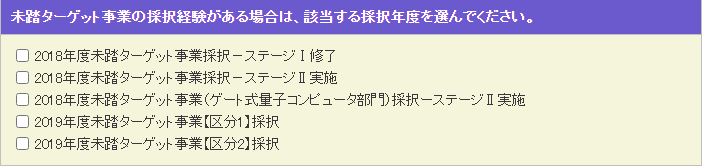 未踏ターゲット事業の採択経験がある場合は、該当する採択年度を選んでください。
2018年度未踏ターゲット事業採択－ステージⅠ修了
2018年度未踏ターゲット事業採択－ステージⅡ実施
2018年度未踏ターゲット事業（ゲート式量子コンピュータ部門）採択－ステージⅡ実施
2019年度未踏ターゲット事業【区分1】採択
2019年度未踏ターゲット事業【区分2】採択